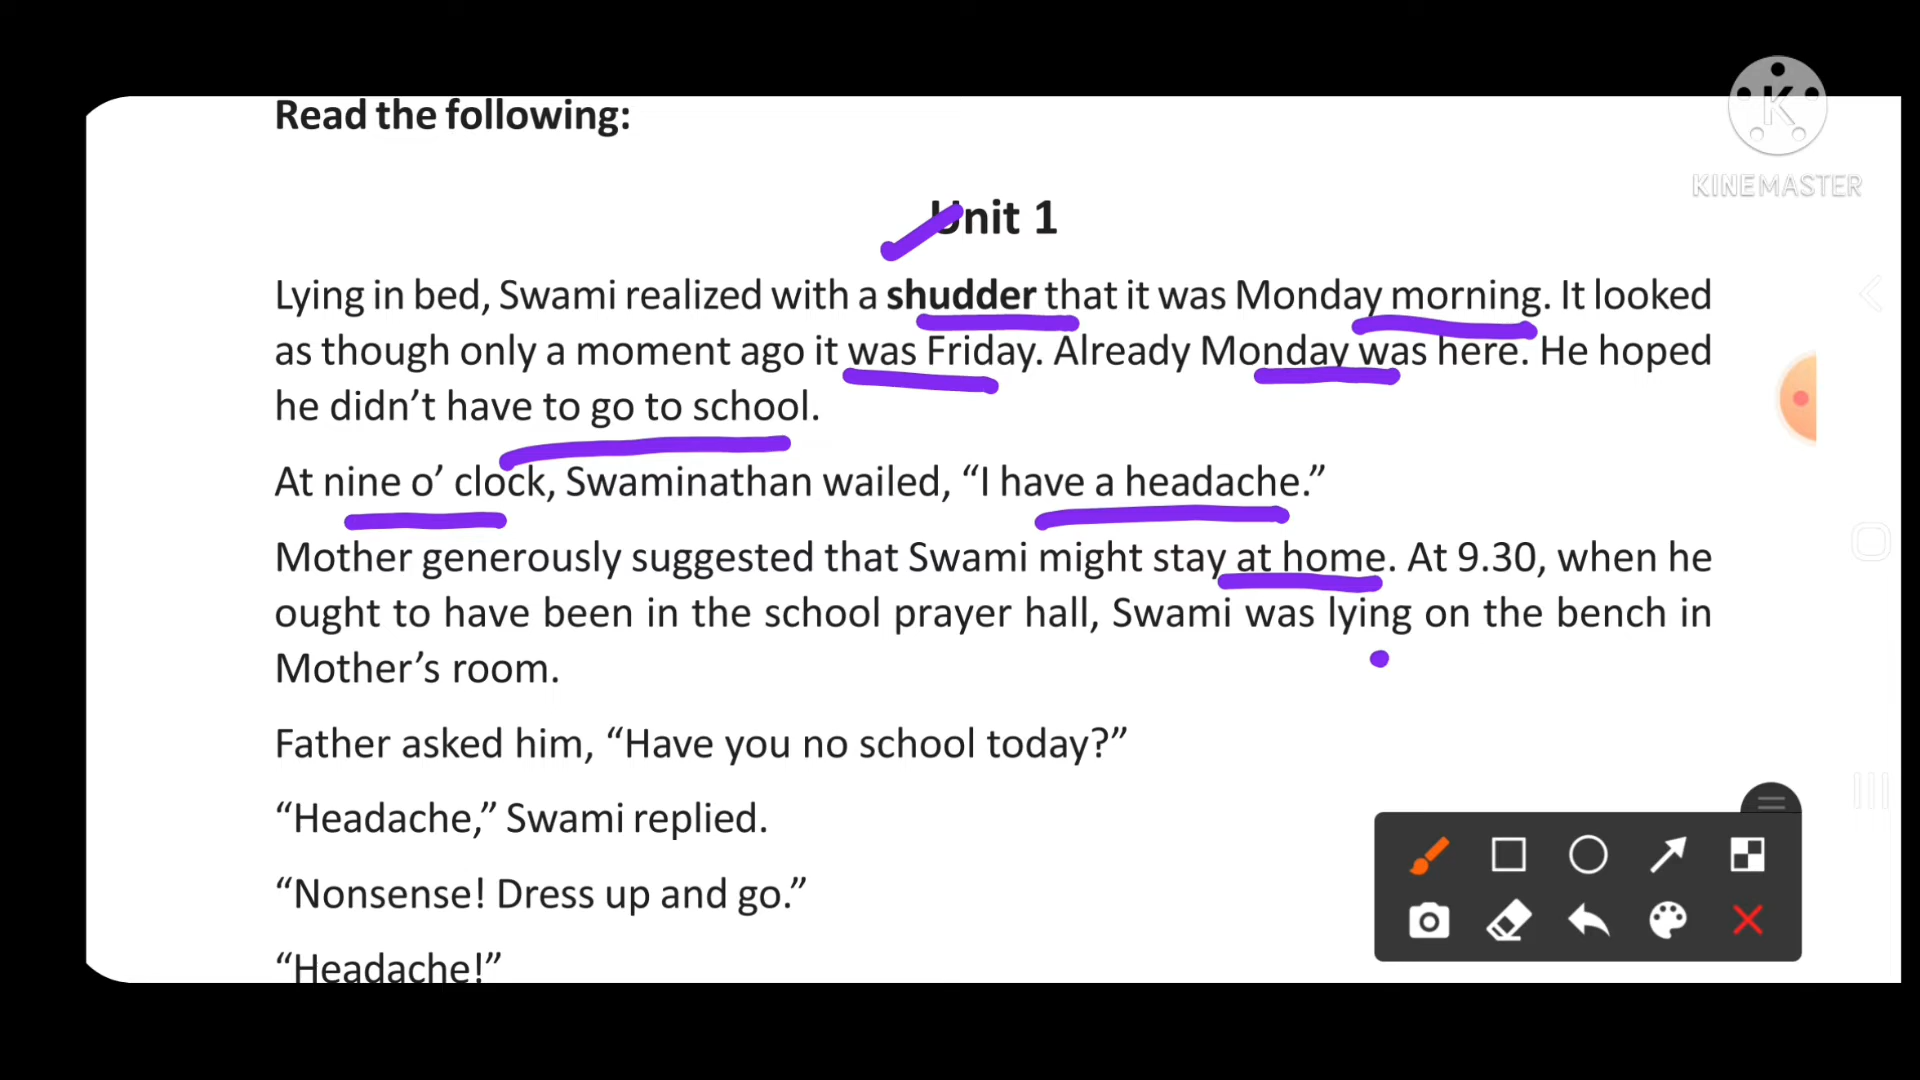 Read the following:
KINEMASTER
Unit 1
Lying in bed, Swami realized with a shudder that it was Monday morning. It looked
as though only a moment ago it was Friday. Already Monday was here. He hoped
he didn’t have to go to school.
At nine o’ clock, Swaminathan wailed, “I have a headache.”
Mother generously suggested that Swami might stay at home. At 9.30, when he
ought to have been in the school prayer hall, Swami was lying on the bench in
Mother’s room.
Father asked him, “Have you no school today?”
“Headache,” Swami replied.
“Nonsense! Dress up and go.”
“Headache!”